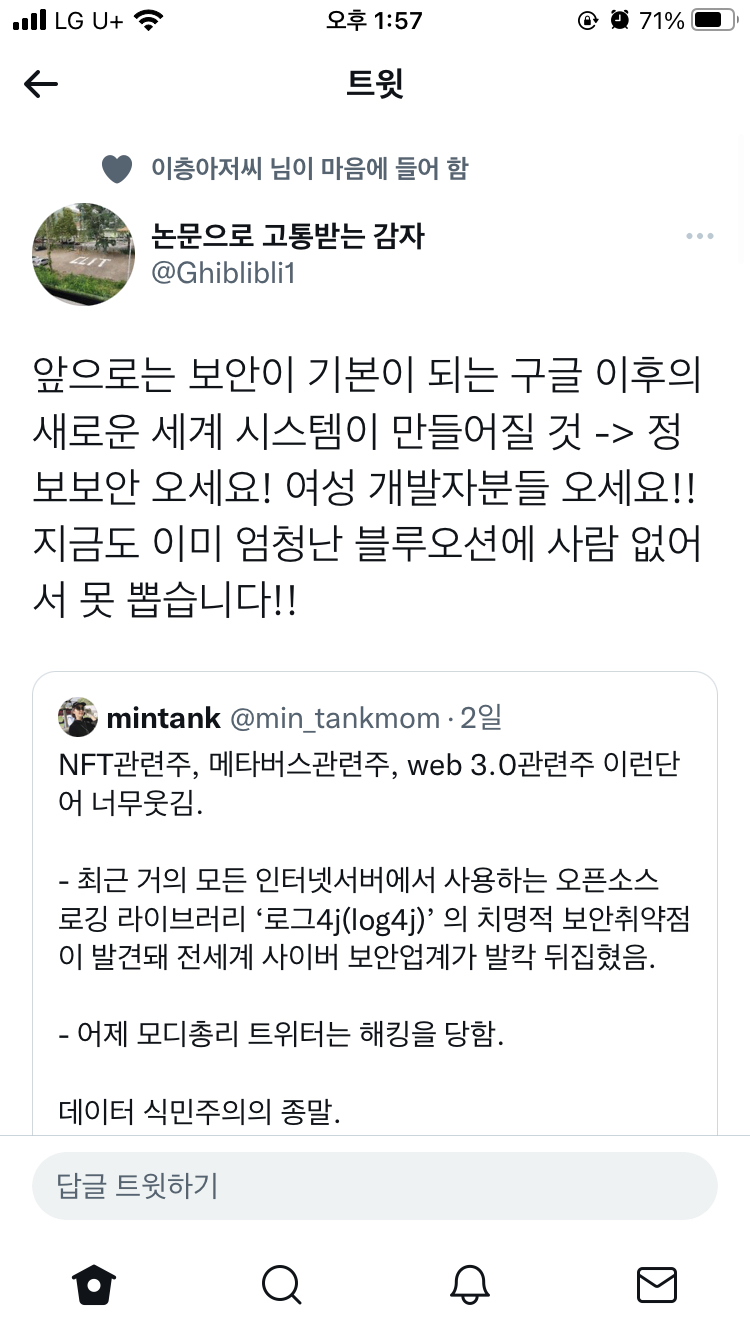 LG U+ 오후 1:57 71%
트윗
이층아저씨 님이 마음에 들어 함
논문으로 고통받는 감자
@Ghiblibli1
앞으로는 보안이 기본이 되는 구글 이후의
새로운 세계 시스템이 만들어질 것 -> 정
보보안 오세요! 여성 개발자분들 오세요!!
지금도 이미 엄청난 블루오션에 사람 없어
서 못 뽑습니다!!
mintank @min_tankmom · 2일
NFT관련주, 메타버스관련주, web 3.0관련주 이런단
어 너무웃김.
- 최근 거의 모든 인터넷서버에서 사용하는 오픈소스
로깅 라이브러리 ‘로그4j(log4j)’ 의 치명적 보안취약점
이 발견돼 전세계 사이버 보안업계가 발칵 뒤집혔음.
- 어제 모디총리 트위터는 해킹을 당함.
데이터 식민주의의 종말.
답글 트윗하기